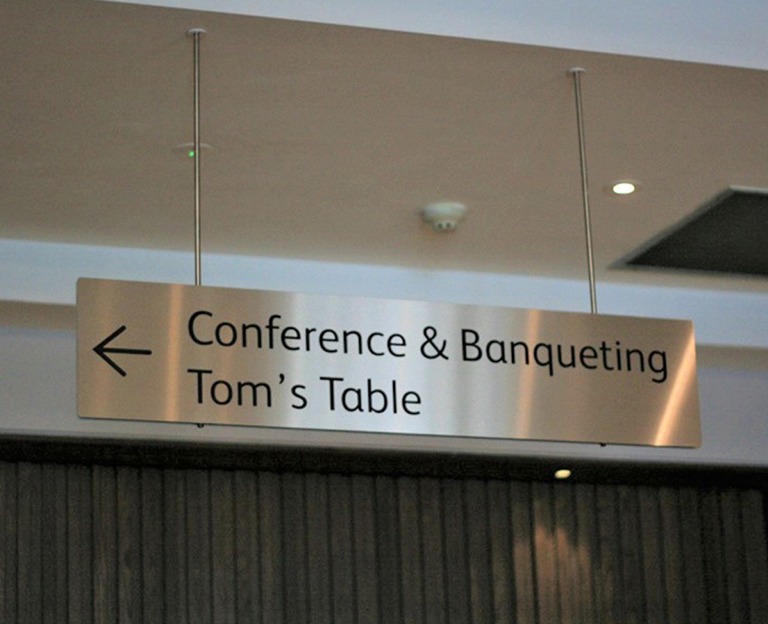 Conference & Banqueting
Tom's Table